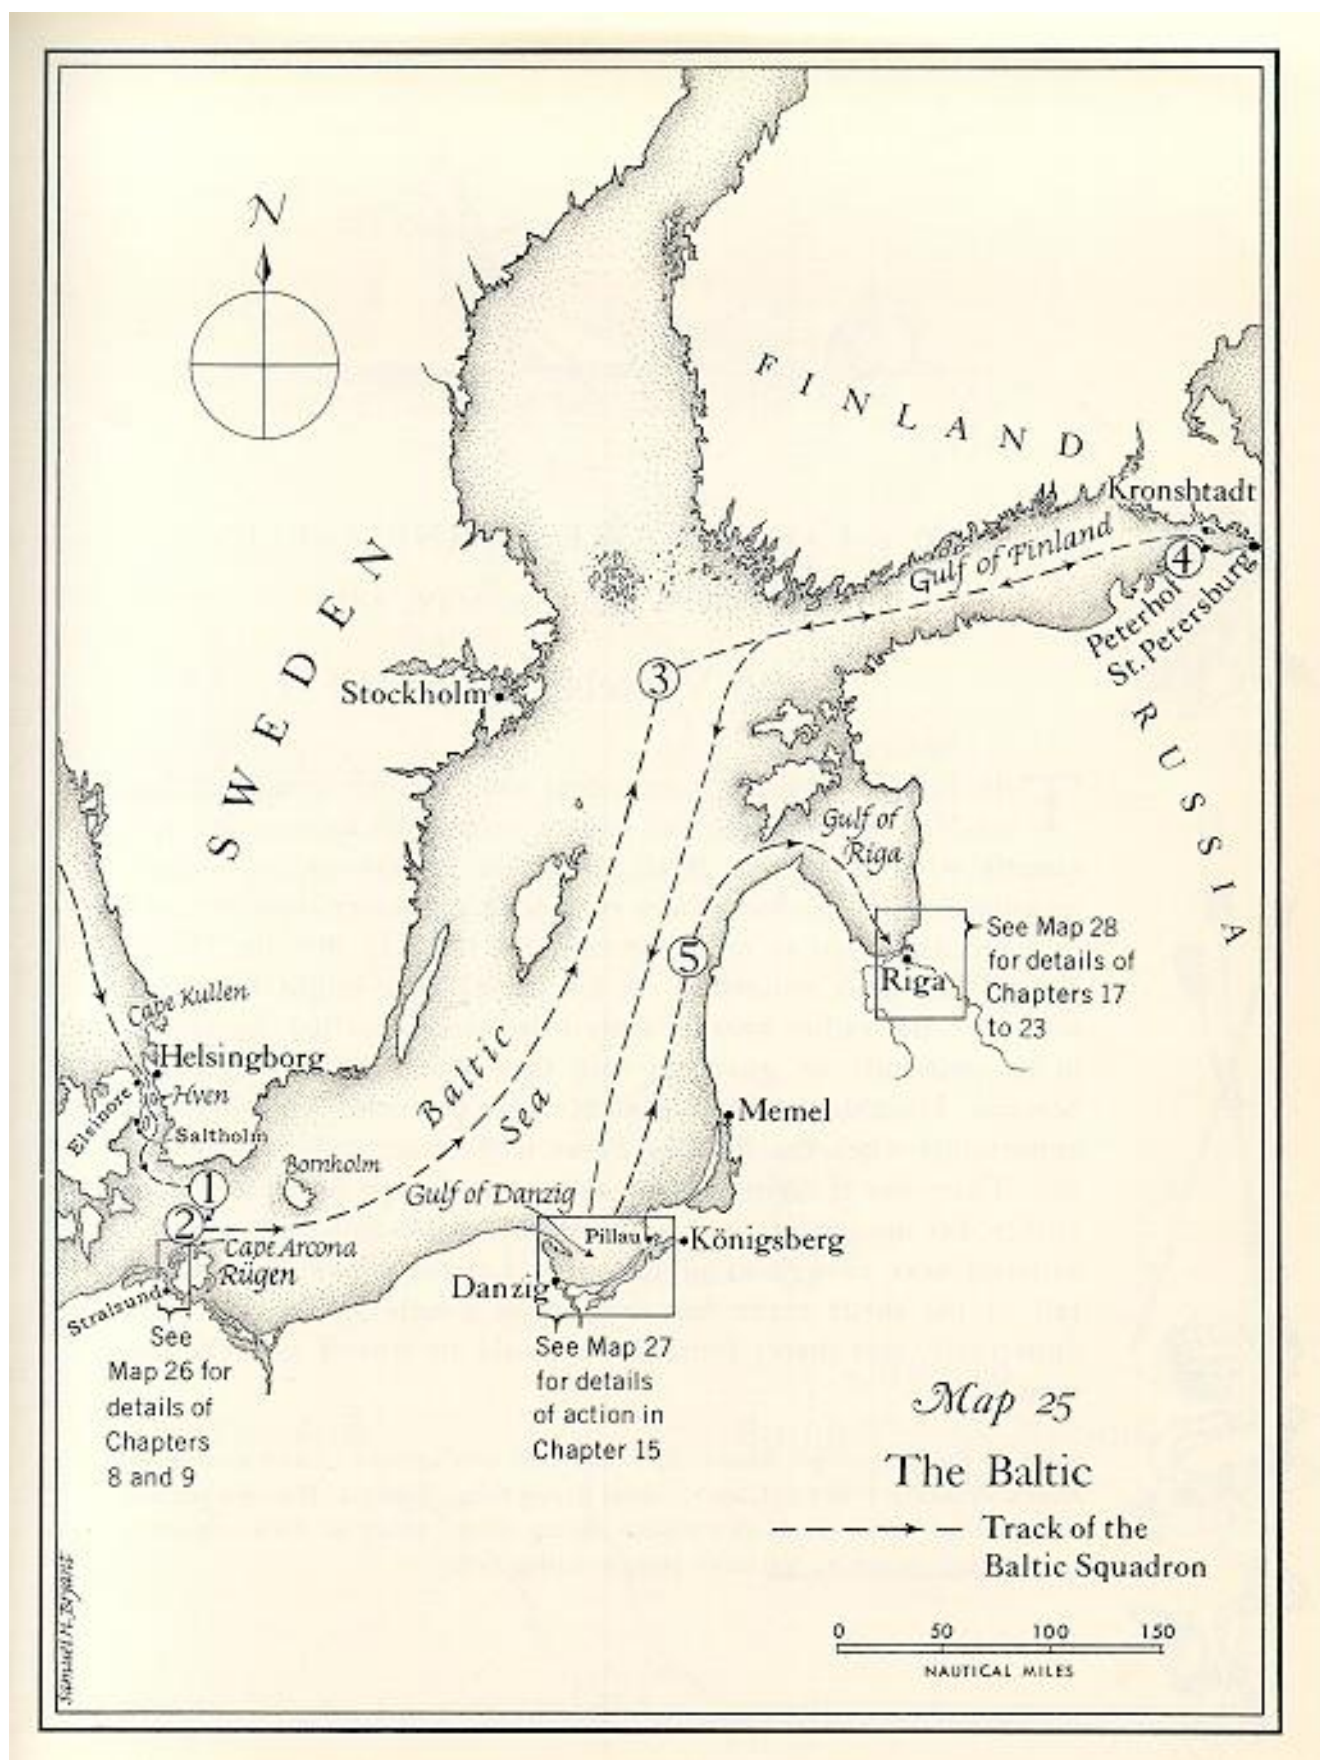 N
FINLAND
Kronshtadt
Gulf of Finland
4
Peterhof
St. Petersburg
SWEDEN
3
Stockholm
RUSSIA
Gulf of
Riga
See Map 28
for details of
Chapters 17
to 23
5
Riga
Cape Kullen
Helsingborg
Baltic
Sea
Elsinore
Hven
Saltholm
Memel
Bornholm
1
Gulf of Danzig
2
Pillau
Königsberg
Cape Arcona
Rügen
Danzig
Stralsund
See
Map 26 for
details of
Chapters
8 and 9
See Map 27
for details
of action in
Chapter 15
Map 25
The Baltic
Track of the
Baltic Squadron
0 50 100 150
NAUTICAL MILES
Samuel H. Bryant